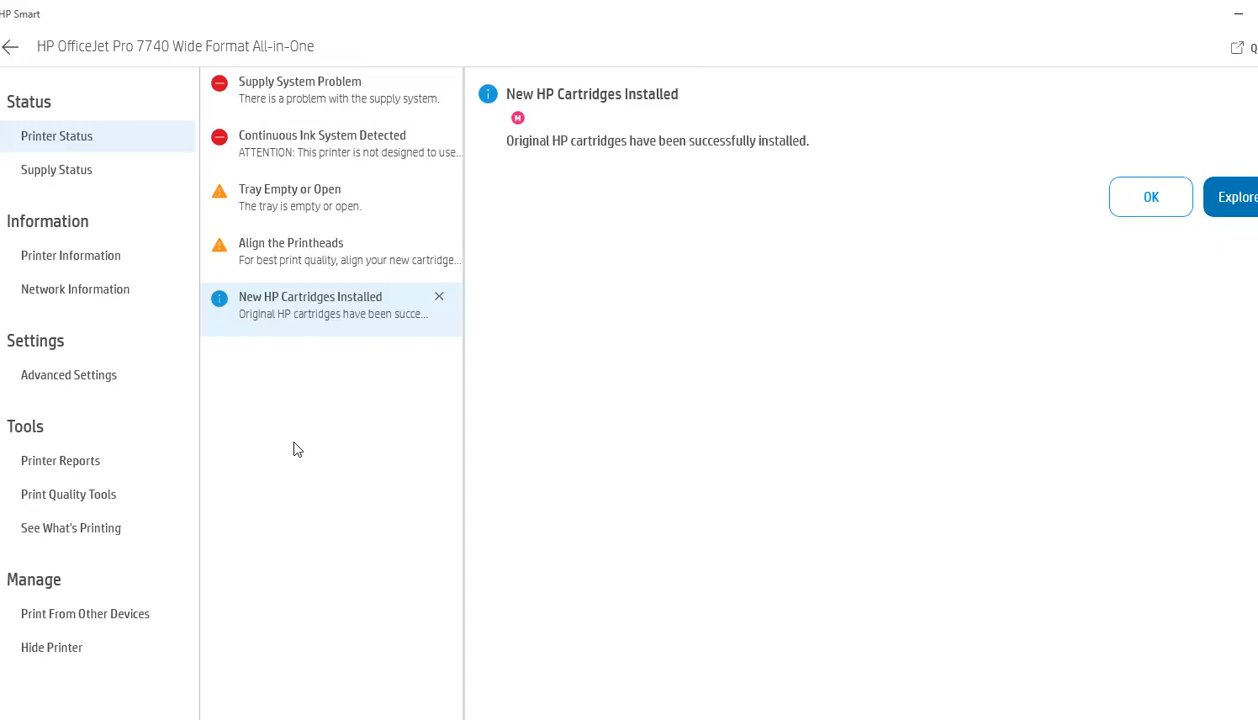 HP Smart
HP OfficeJet Pro 7740 Wide Format All-in-One
Status
Printer Status
Supply Status
Information
Printer Information
Network Information
Settings
Advanced Settings
Tools
Printer Reports
Print Quality Tools
See What's Printing
Manage
Print From Other Devices
Hide Printer
Supply System Problem
There is a problem with the supply system.
Continuous Ink System Detected
ATTENTION: This printer is not designed to use...
Tray Empty or Open
The tray is empty or open.
Align the Printheads
For best print quality, align your new cartridge...
New HP Cartridges Installed
Original HP cartridges have been succe...
New HP Cartridges Installed
M
Original HP cartridges have been successfully installed.
OK
Explore